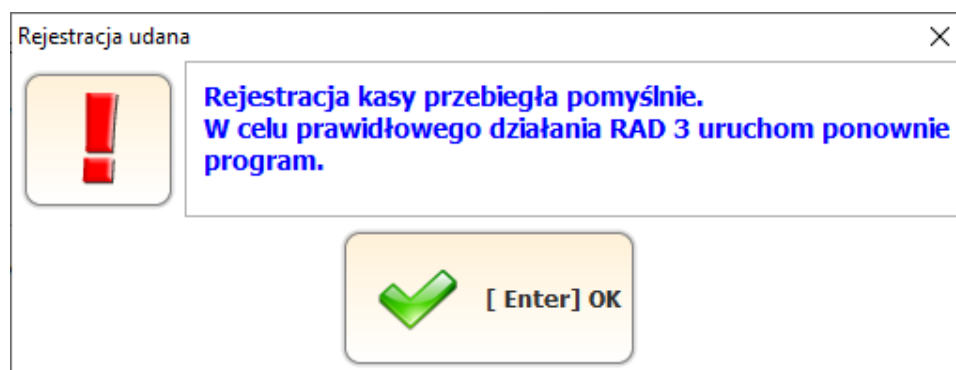 Rejestracja udana
Rejestracja kasy przebiegła pomyślnie.
W celu prawidłowego działania RAD 3 uruchom ponownie
program.
[ Enter] OK